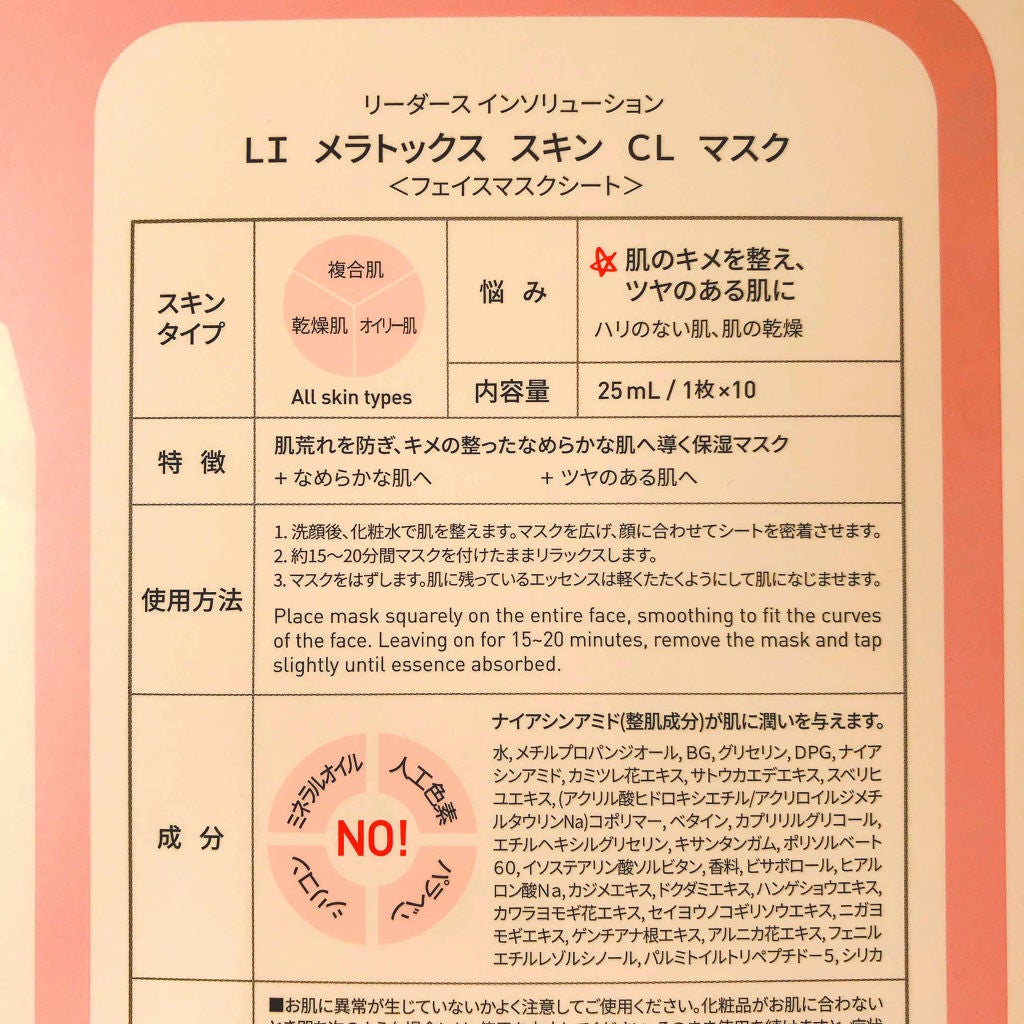 リーダース インソリューション
LI メラトックス スキン CL マスク
＜フェイスマスクシート＞
スキン
タイプ
複合肌
乾燥肌 オイリー肌
All skin types
悩 み
肌のキメを整え、
ツヤのある肌に
ハリのない肌、肌の乾燥
内容量
25mL / 1枚×10
特 徴
肌荒れを防ぎ、キメの整ったなめらかな肌へ導く保湿マスク
+ なめらかな肌へ + ツヤのある肌へ
使用方法
1. 洗顔後、化粧水で肌を整えます。マスクを広げ、顔に合わせてシートを密着させます。
2. 約15～20分間マスクを付けたままリラックスします。
3. マスクをはずします。肌に残っているエッセンスは軽くたたくようにして肌になじませます。
Place mask squarely on the entire face, smoothing to fit the curves
of the face. Leaving on for 15~20 minutes, remove the mask and tap
slightly until essence absorbed.
成 分
ミネラルオイル
人工色素
NO!
シリコン
パラベン
ナイアシンアミド(整肌成分)が肌に潤いを与えます。
水, メチルプロパンジオール, BG, グリセリン, DPG, ナイア
シンアミド, カミツレ花エキス, サトウカエデエキス, スベリヒ
ユエキス, (アクリル酸ヒドロキシエチル/アクリロイルジメチ
ルタウリンNa)コポリマー, ベタイン, カプリリルグリコール,
エチルヘキシルグリセリン, キサンタンガム, ポリソルベート
60, イソステアリン酸ソルビタン, 香料, ビサボロール, ヒアル
ロン酸Na, カジメエキス, ドクダミエキス, ハンゲショウエキス,
カワラヨモギ花エキス, セイヨウノコギリソウエキス, ニガヨ
モギエキス, ゲンチアナ根エキス, アルニカ花エキス, フェニル
エチルレゾルシノール, パルミトイルトリペプチドー5, シリカ
■お肌に異常が生じていないかよく注意してご使用ください。化粧品がお肌に合わない